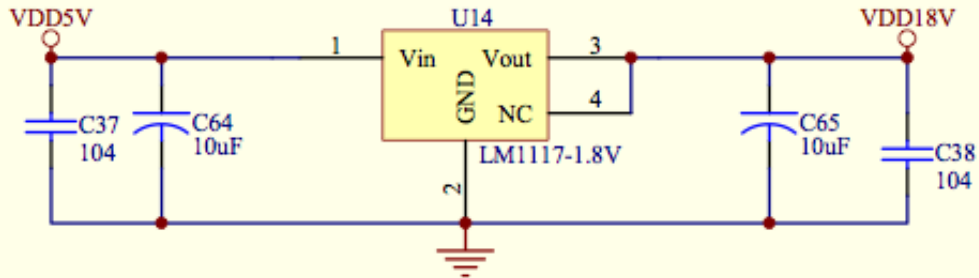 VDD5V
U14
VDD18V
1
Vin
Vout
3
GND
NC
4
C37
104
C64
10uF
LM1117-1.8V
2
C65
10uF
C38
104